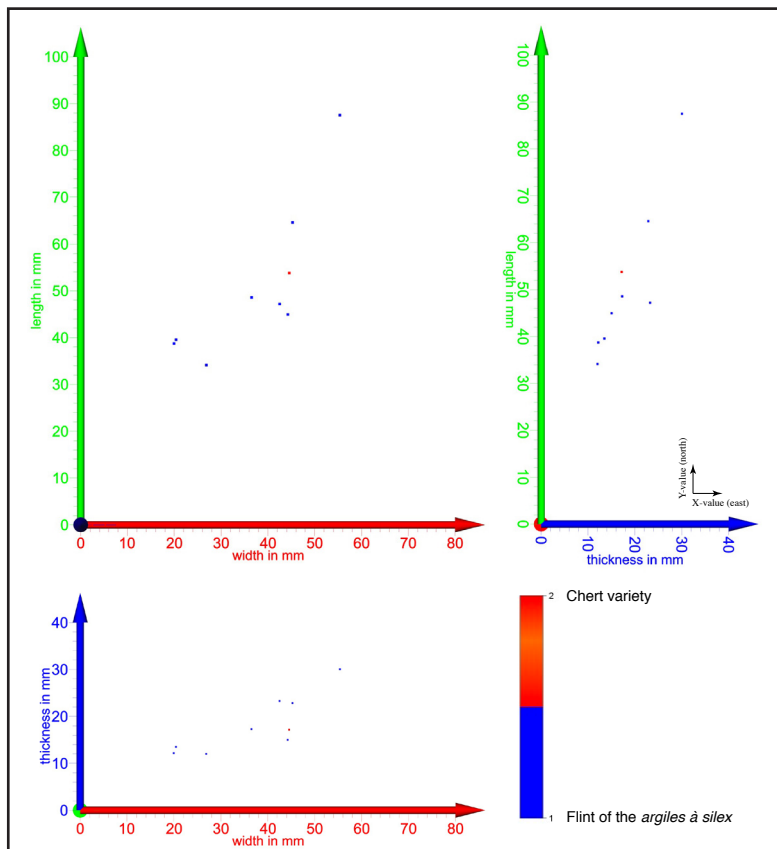 100
90
80
70
60
50
40
30
20
10
0
length in mm
0 10 20 30 40 50 60 70 80
width in mm
100
90
80
70
60
50
40
30
20
10
0
length in mm
0 10 20 30 40
thickness in mm
Y-value (north)
X-value (east)
40
30
20
10
0
thickness in mm
0 10 20 30 40 50 60 70 80
width in mm
2 Chert variety
1 Flint of the argiles à silex